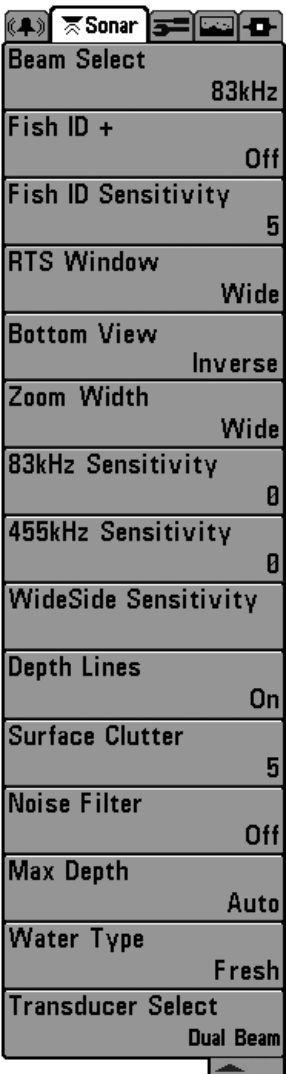 Sonar
Beam Select
83kHz
Fish ID +
Off
Fish ID Sensitivity
5
RTS Window
Wide
Bottom View
Inverse
Zoom Width
Wide
83kHz Sensitivity
0
455kHz Sensitivity
0
WideSide Sensitivity
Depth Lines
On
Surface Clutter
5
Noise Filter
Off
Max Depth
Auto
Water Type
Fresh
Transducer Select
Dual Beam